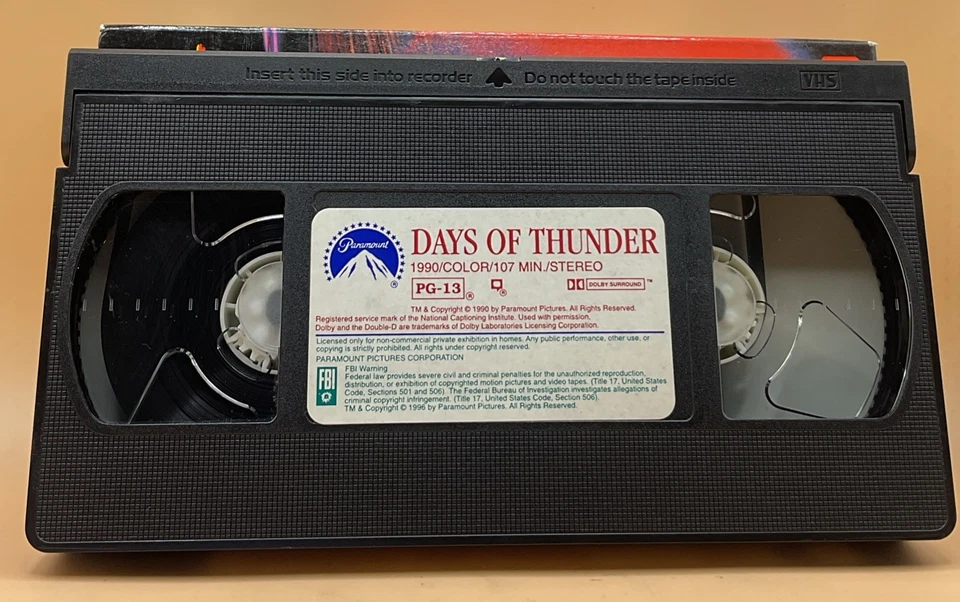 Insert this side into recorder Do not touch the tape inside VHS
Paramount ®
DAYS OF THUNDER
1990/COLOR/107 MIN./STEREO
PG-13 ® ® DOLBY SURROUND ™
TM & Copyright © 1990 by Paramount Pictures. All Rights Reserved.
Registered service mark of the National Captioning Institute. Used with permission.
Dolby and the Double-D are trademarks of Dolby Laboratories Licensing Corporation.
Licensed only for non-commercial private exhibition in homes. Any public performance, other use, or
copying is strictly prohibited. All rights under copyright reserved.
PARAMOUNT PICTURES CORPORATION
FBI
FBI Warning
Federal law provides severe civil and criminal penalties for the unauthorized reproduction,
distribution, or exhibition of copyrighted motion pictures and video tapes. (Title 17, United States
Code, Sections 501 and 506). The Federal Bureau of Investigation investigates allegations of
criminal copyright infringement. (Title 17, United States Code, Section 506).
TM & Copyright © 1996 by Paramount Pictures. All Rights Reserved.